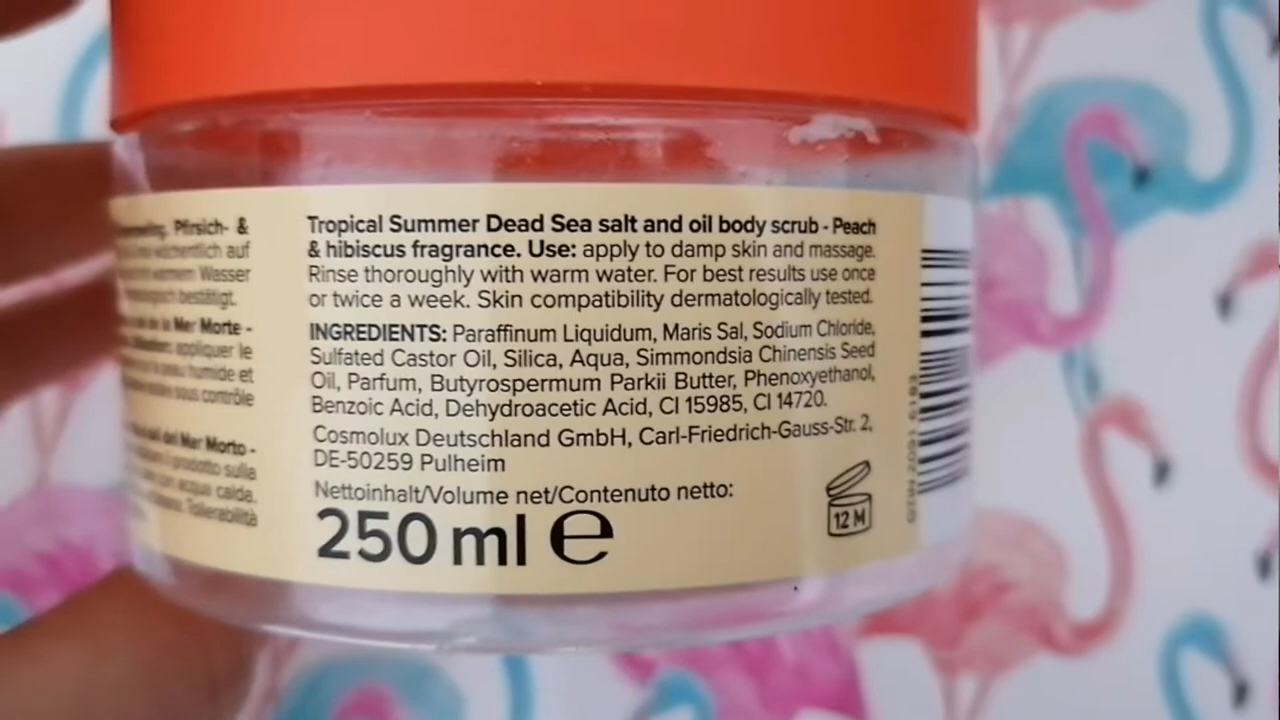 Pfirsich- &
wöchentlich auf
warmem Wasser
bestätigt.
de la Mer Morte -
appliquer le
peau humide et
sous contrôle
del Mar Morto -
prodotto sulla
con acqua calda.
Tollerabilità
Tropical Summer Dead Sea salt and oil body scrub - Peach
& hibiscus fragrance. Use: apply to damp skin and massage.
Rinse thoroughly with warm water. For best results use once
or twice a week. Skin compatibility dermatologically tested.
INGREDIENTS: Paraffinum Liquidum, Maris Sal, Sodium Chloride,
Sulfated Castor Oil, Silica, Aqua, Simmondsia Chinensis Seed
Oil, Parfum, Butyrospermum Parkii Butter, Phenoxyethanol,
Benzoic Acid, Dehydroacetic Acid, CI 15985, CI 14720.
Cosmolux Deutschland GmbH, Carl-Friedrich-Gauss-Str. 2,
DE-50259 Pulheim
Nettoinhalt/Volume net/Contenuto netto:
250 ml e
12 M